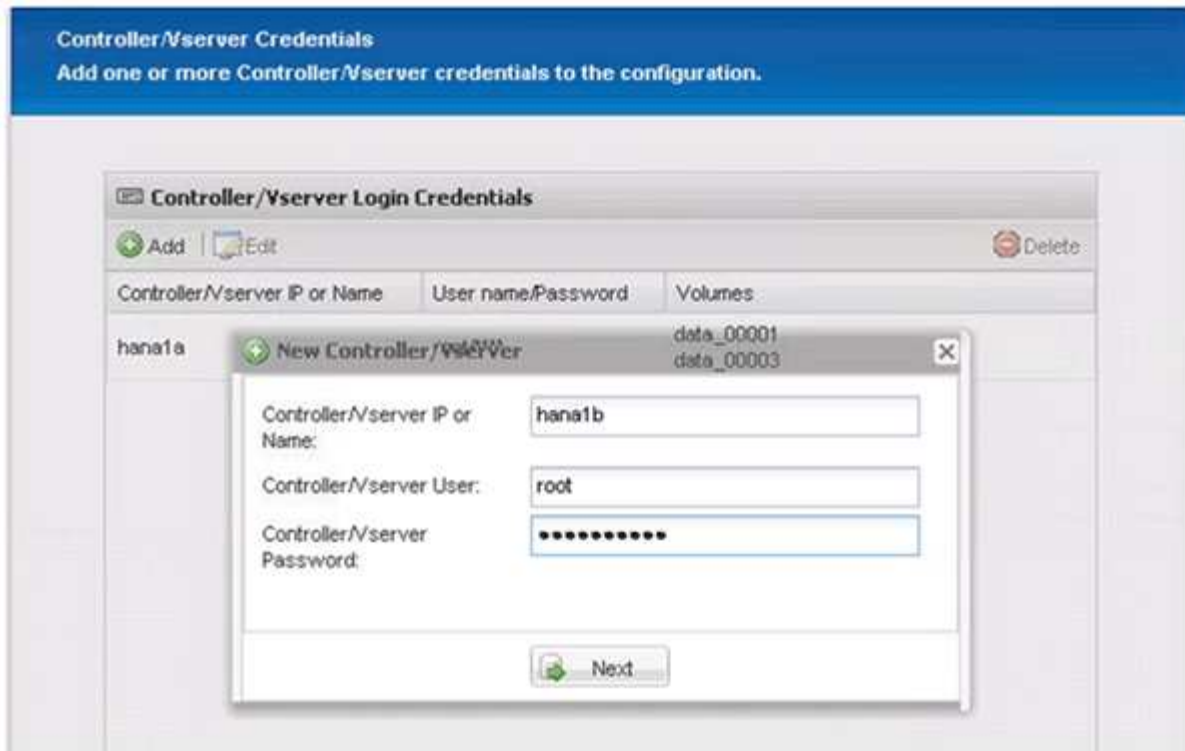 Controller/Vserver Credentials
Add one or more Controller/Vserver credentials to the configuration.
Controller/Vserver Login Credentials
Add Edit Delete
Controller/Vserver IP or Name User name/Password Volumes
hana1a data_00001
data_00003
New Controller/Vserver
Controller/Vserver IP or
Name:
hana1b
Controller/Vserver User: root
Controller/Vserver
Password:
••••••••••
Next